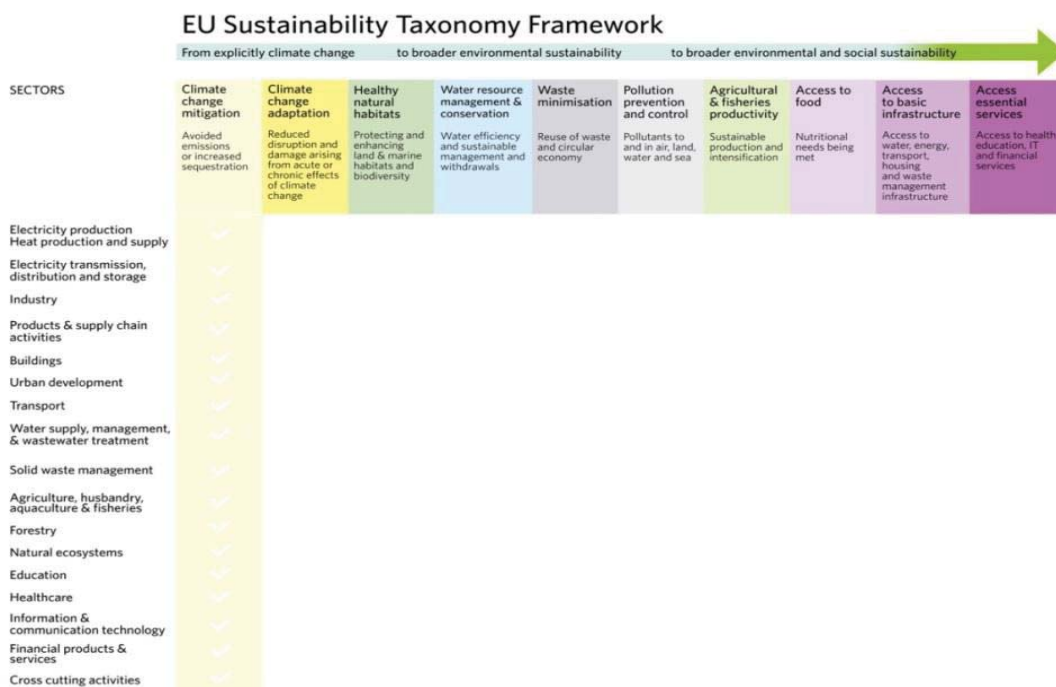 EU Sustainability Taxonomy Framework
From explicitly climate change to broader environmental sustainability to broader environmental and social sustainability
SECTORS
Climate
change
mitigation
Avoided
emissions
or increased
sequestration
Climate
change
adaptation
Reduced
disruption and
damage arising
from acute or
chronic effects
of climate
change
Healthy
natural
habitats
Protecting and
enhancing
land & marine
habitats and
biodiversity
Water resource
management &
conservation
Water efficiency
and sustainable
management and
withdrawals
Waste
minimisation
Reuse of waste
and circular
economy
Pollution
prevention
and control
Pollutants to
and in air, land,
water and sea
Agricultural
& fisheries
productivity
Sustainable
production and
intensification
Access to
food
Nutritional
needs being
met
Access
to basic
infrastructure
Access to
water, energy,
transport,
housing
and waste
management
infrastructure
Access
essential
services
Access to health
education, IT
and financial
services
Electricity production
Heat production and supply
Electricity transmission,
distribution and storage
Industry
Products & supply chain
activities
Buildings
Urban development
Transport
Water supply, management,
& wastewater treatment
Solid waste management
Agriculture, husbandry,
aquaculture & fisheries
Forestry
Natural ecosystems
Education
Healthcare
Information &
communication technology
Financial products &
services
Cross cutting activities